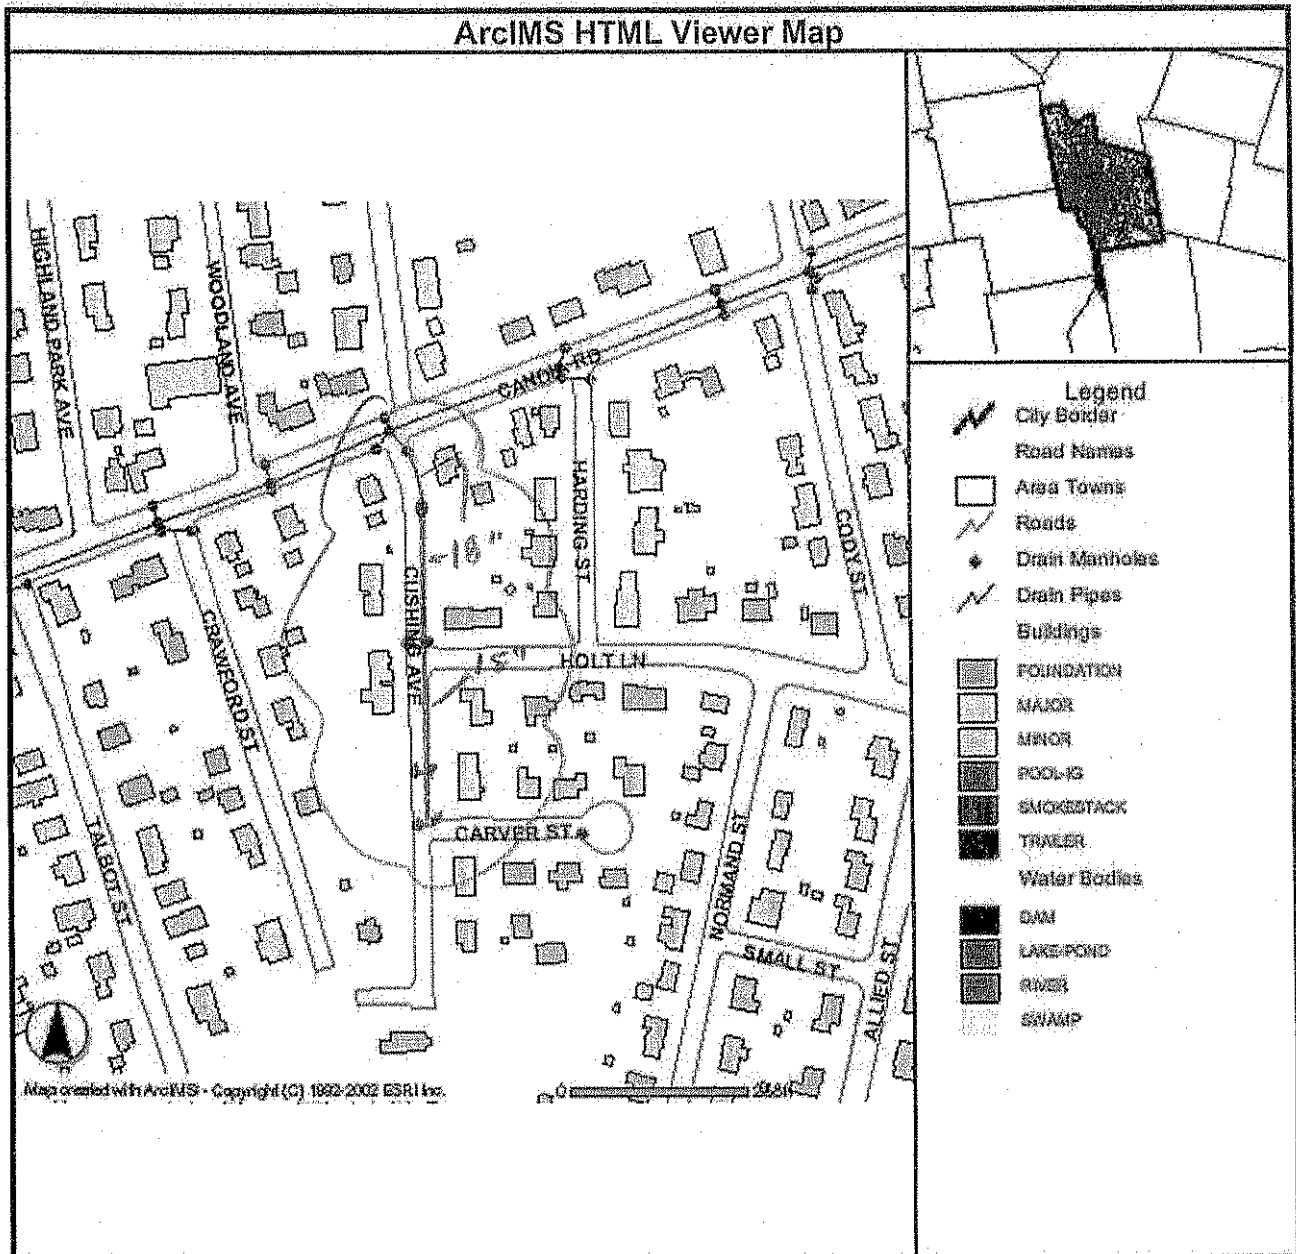 ArcIMS HTML Viewer Map
HIGHLAND PARK AVE
WOODLAND AVE
CANON RD
HARDING ST
CODY ST
-18"
CUSHING AVE
CRAWFORD ST
15"
HOLT LN
TALBOT ST
CARVER ST
NORMAND ST
SMALL ST
ALLIED ST
Map created with ArcIMS - Copyright (C) 1992-2002 ESRI Inc.
0
Legend
City Border
Road Names
Area Towns
Roads
Drain Manholes
Drain Pipes
Buildings
FOUNDATION
MAJOR
MINOR
POOL-IG
SMOKESTACK
TRAILER
Water Bodies
DAM
LAKE-POND
RIVER
SWAMP